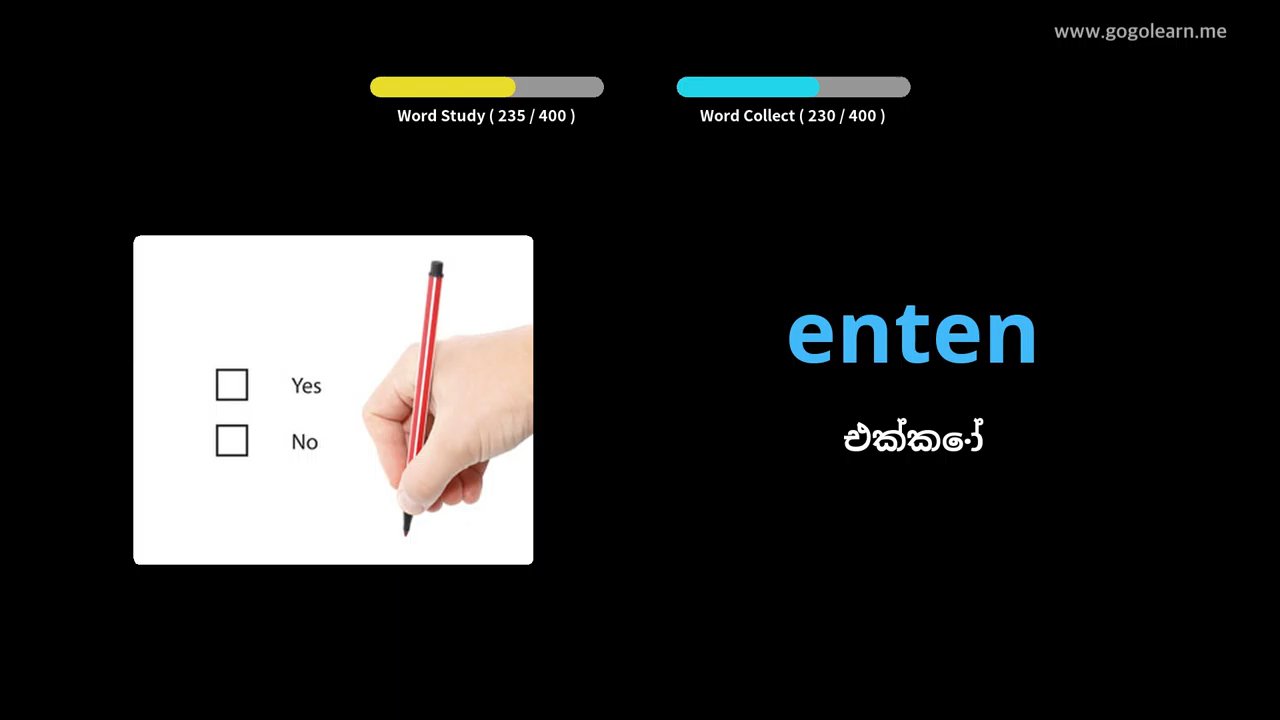 www.gogolearn.me
Word Study ( 235 / 400 )
Word Collect ( 230 / 400 )
Yes
No
enten
එක්කෝ